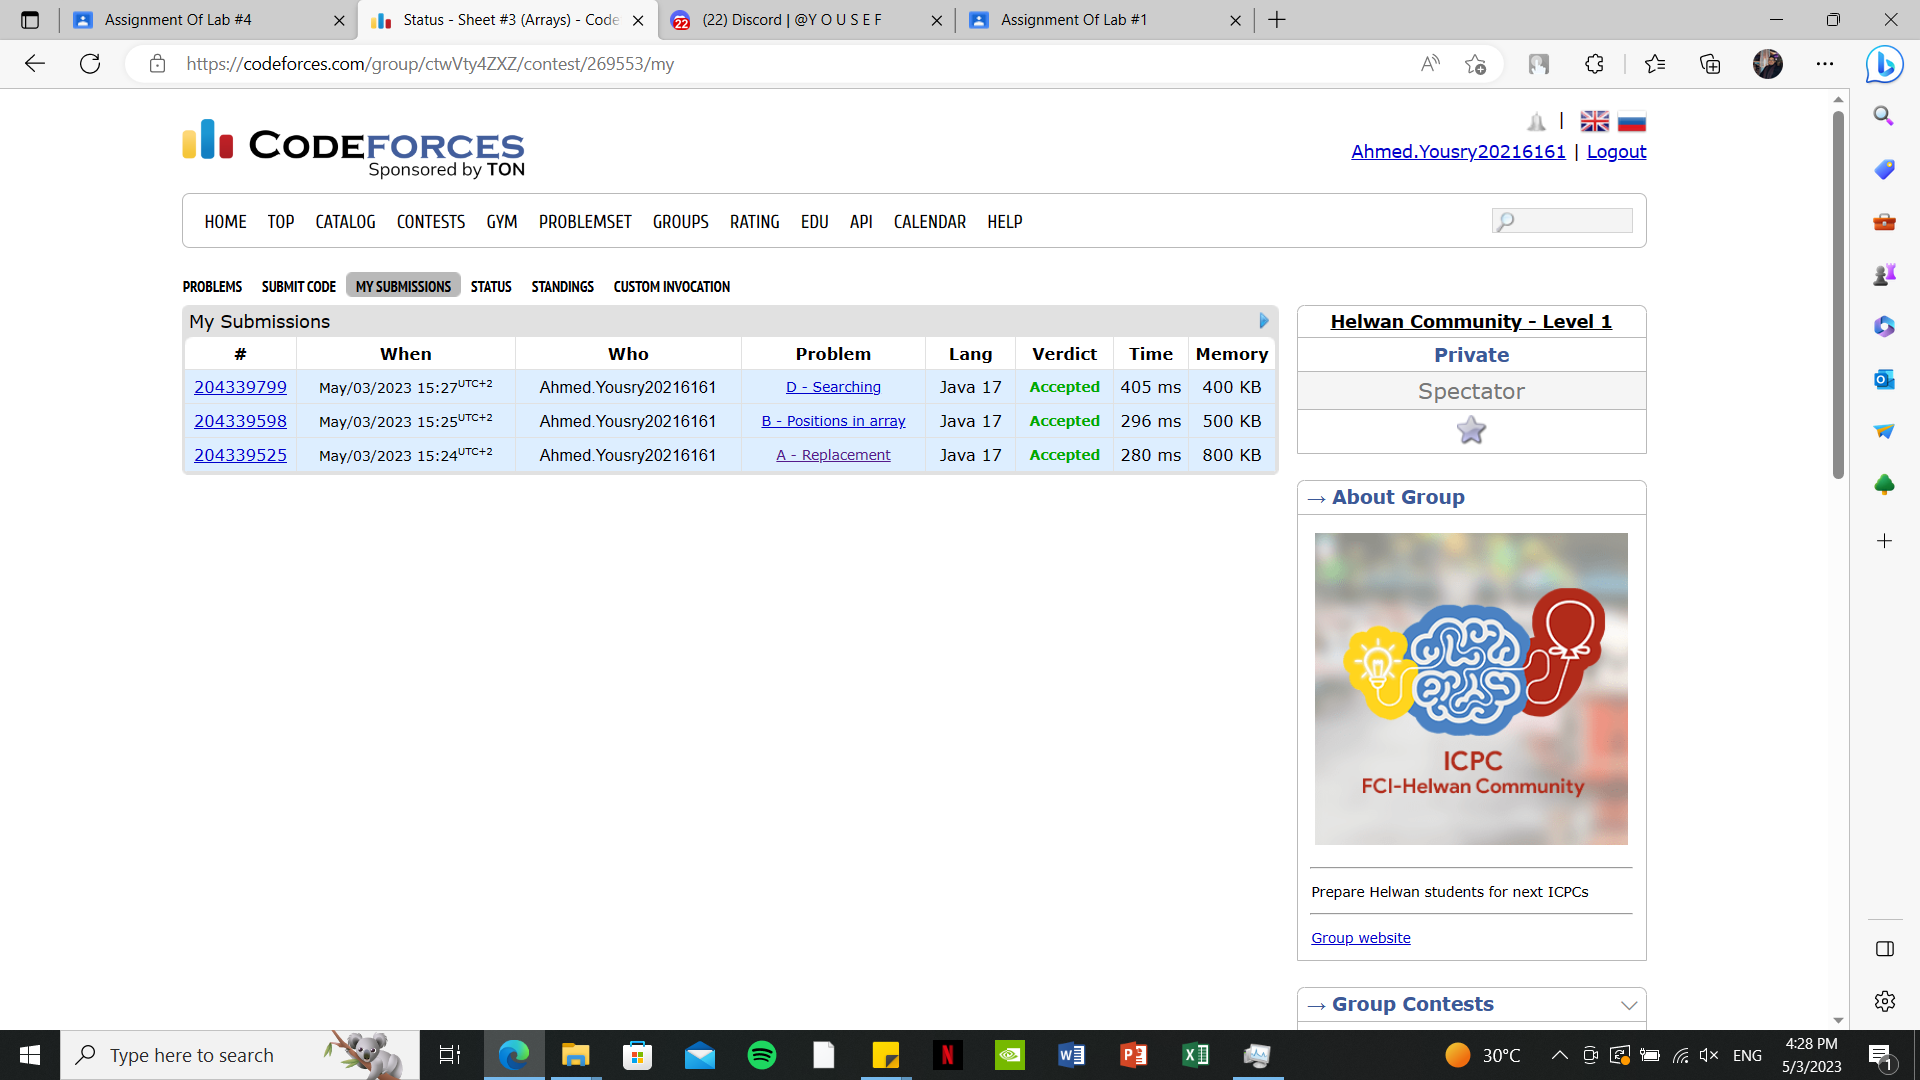 Assignment Of Lab #4
Status - Sheet #3 (Arrays) - Code
22
(22) Discord | @Y O U S E F
Assignment Of Lab #1
https://codeforces.com/group/ctwVty4ZXZ/contest/269553/my
CODEFORCES
Sponsored by TON
|
Ahmed.Yousry20216161 | Logout
HOME TOP CATALOG CONTESTS GYM PROBLEMSET GROUPS RATING EDU API CALENDAR HELP
PROBLEMS SUBMIT CODE MY SUBMISSIONS STATUS STANDINGS CUSTOM INVOCATION
My Submissions
# When Who Problem Lang Verdict Time Memory
204339799 May/03/2023 15:27UTC+2 Ahmed.Yousry20216161 D - Searching Java 17 Accepted 405 ms 400 KB
204339598 May/03/2023 15:25UTC+2 Ahmed.Yousry20216161 B - Positions in array Java 17 Accepted 296 ms 500 KB
204339525 May/03/2023 15:24UTC+2 Ahmed.Yousry20216161 A - Replacement Java 17 Accepted 280 ms 800 KB
Helwan Community - Level 1
Private
Spectator
→ About Group
ICPC
FCI-Helwan Community
Prepare Helwan students for next ICPCs
Group website
→ Group Contests
Type here to search
30°C
ENG
4:28 PM
5/3/2023
1